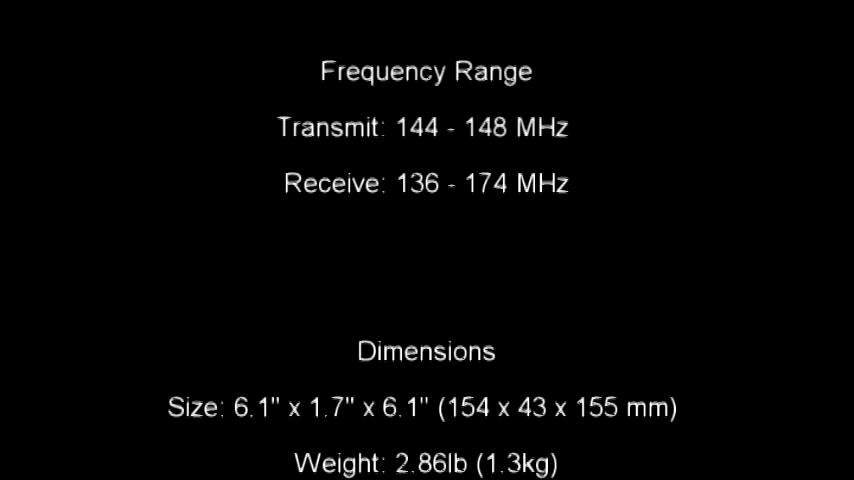 Frequency Range
Transmit: 144 - 148 MHz
Receive: 136 - 174 MHz
Dimensions
Size: 6.1" x 1.7" x 6.1" (154 x 43 x 155 mm)
Weight: 2.86lb (1.3kg)